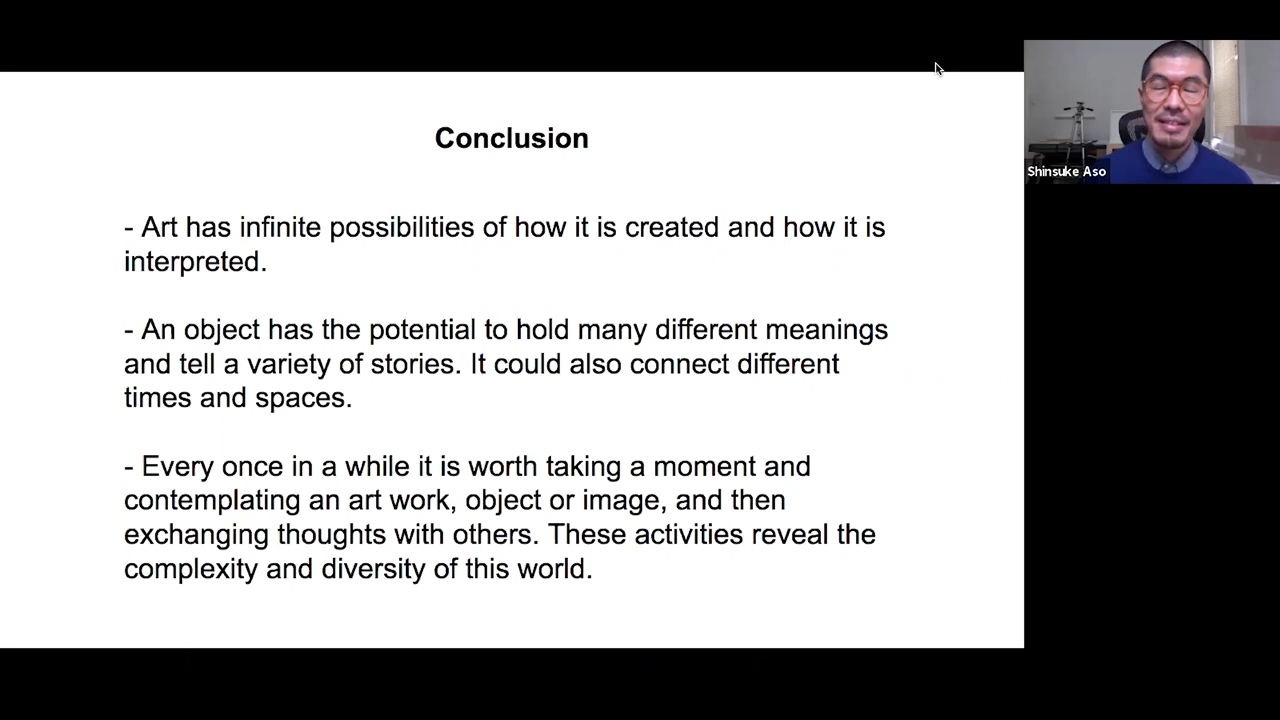 Conclusion
- Art has infinite possibilities of how it is created and how it is
interpreted.
- An object has the potential to hold many different meanings
and tell a variety of stories. It could also connect different
times and spaces.
- Every once in a while it is worth taking a moment and
contemplating an art work, object or image, and then
exchanging thoughts with others. These activities reveal the
complexity and diversity of this world.
Shinsuke Aso